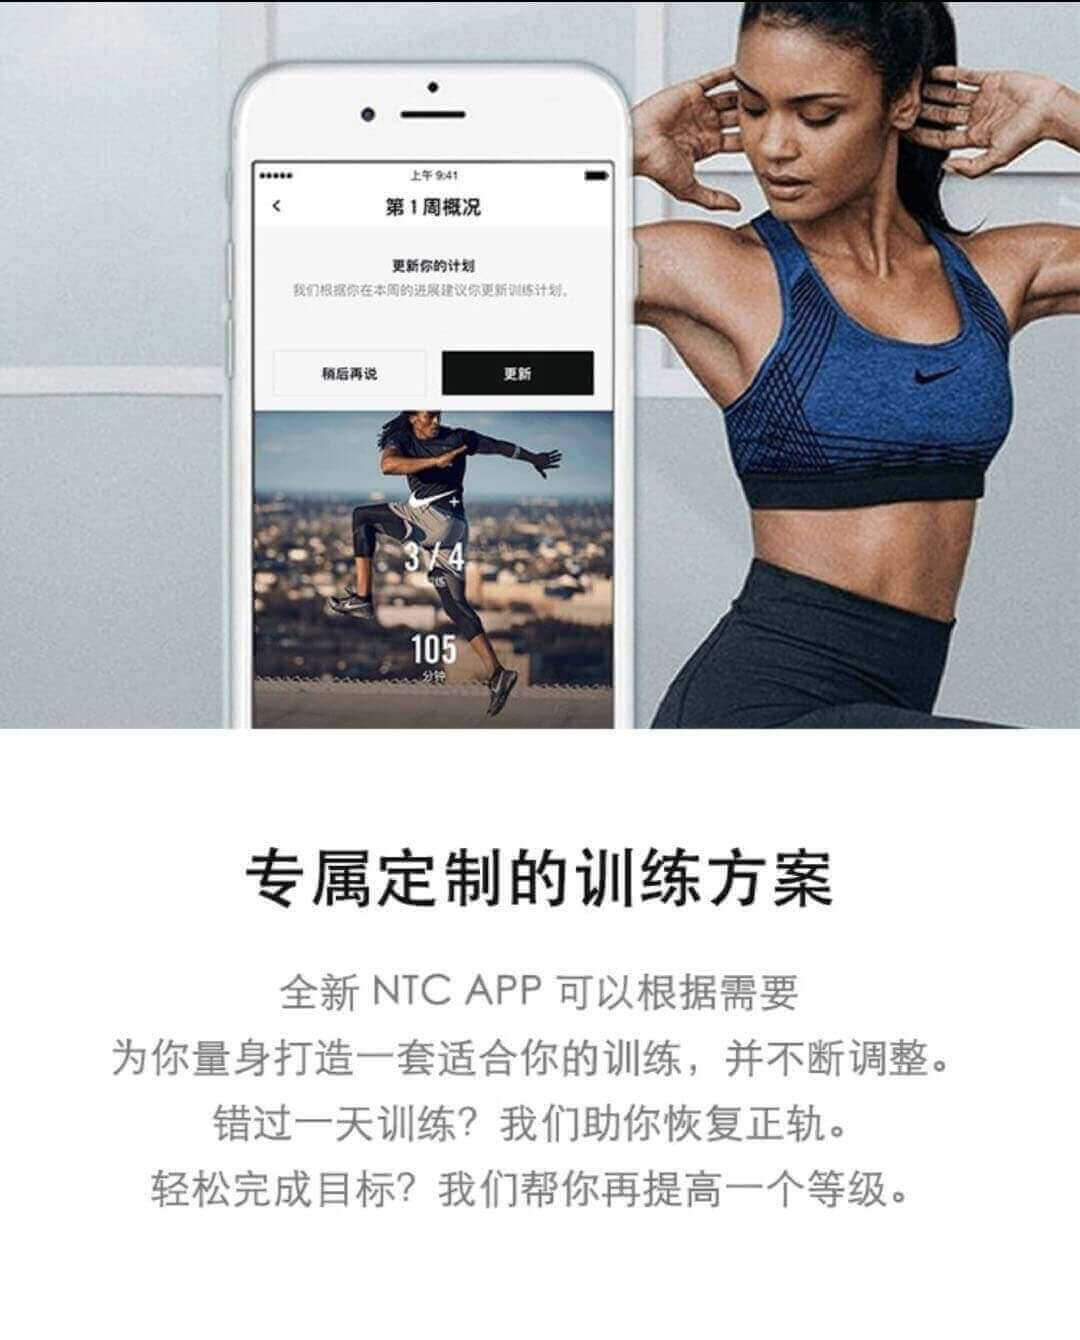 上午 9:41
第 1 周概况
更新你的计划
我们根据你在本周的进展建议你更新训练计划。
稍后再说
更新
3 / 4
训练
105
分钟
专属定制的训练方案
全新 NTC APP 可以根据需要
为你量身打造一套适合你的训练，并不断调整。
错过一天训练？我们助你恢复正轨。
轻松完成目标？我们帮你再提高一个等级。